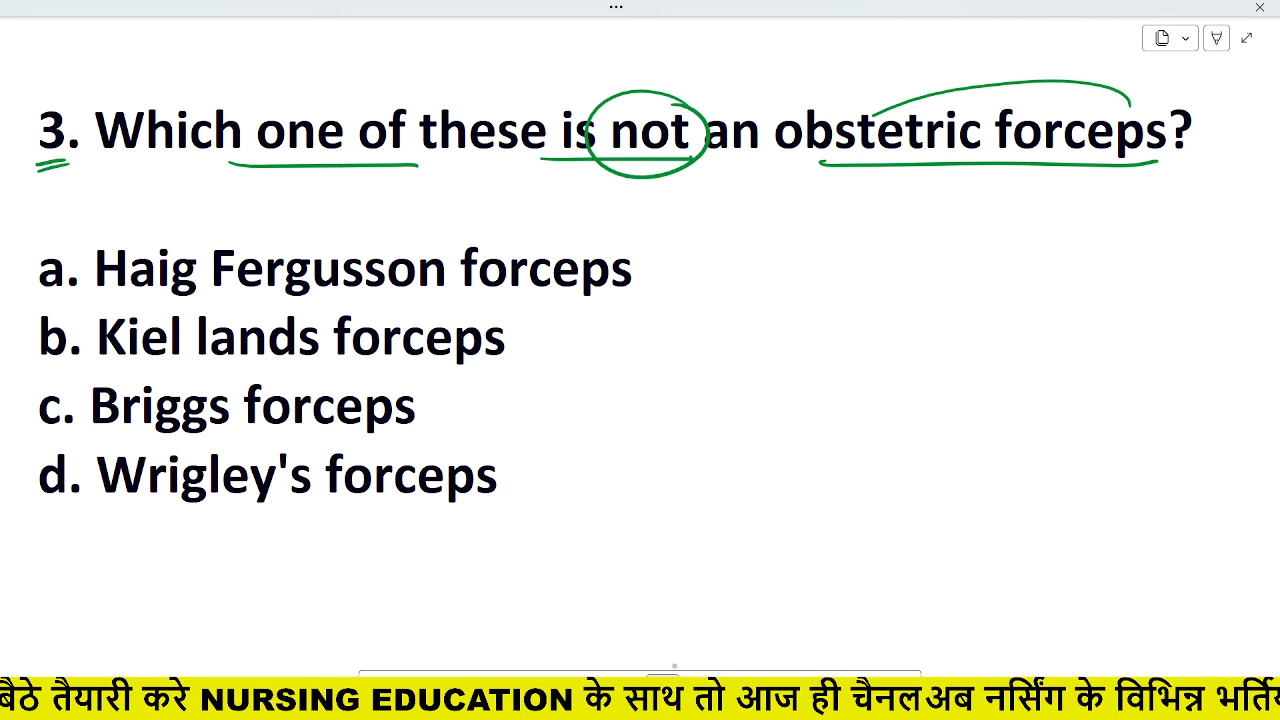 3. Which one of these is not an obstetric forceps?
a. Haig Fergusson forceps
b. Kiel lands forceps
c. Briggs forceps
d. Wrigley's forceps
बैठे तैयारी करे NURSING EDUCATION के साथ तो आज ही चैनलअब नर्सिंग के विभिन्न